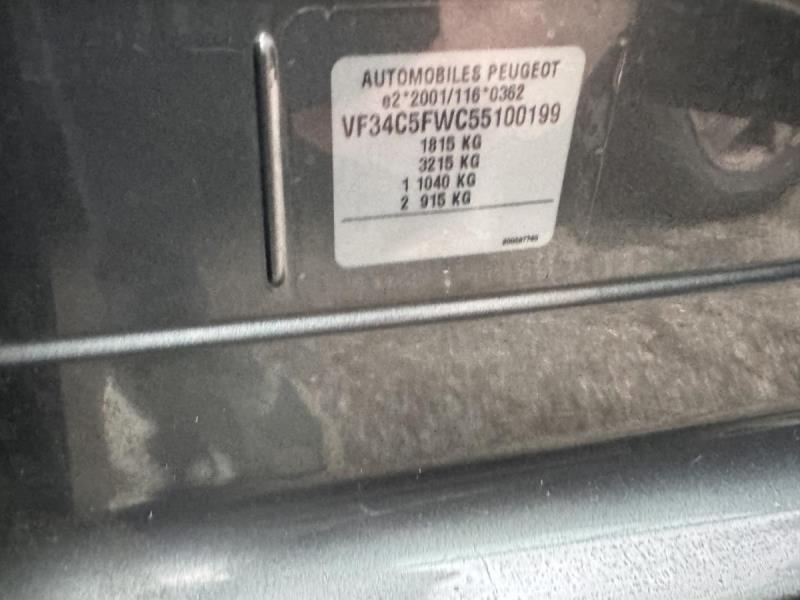 AUTOMOBILES PEUGEOT
e2*2001/116*0362
VF34C5FWC55100199
1815 KG
3215 KG
1 1040 KG
2 915 KG